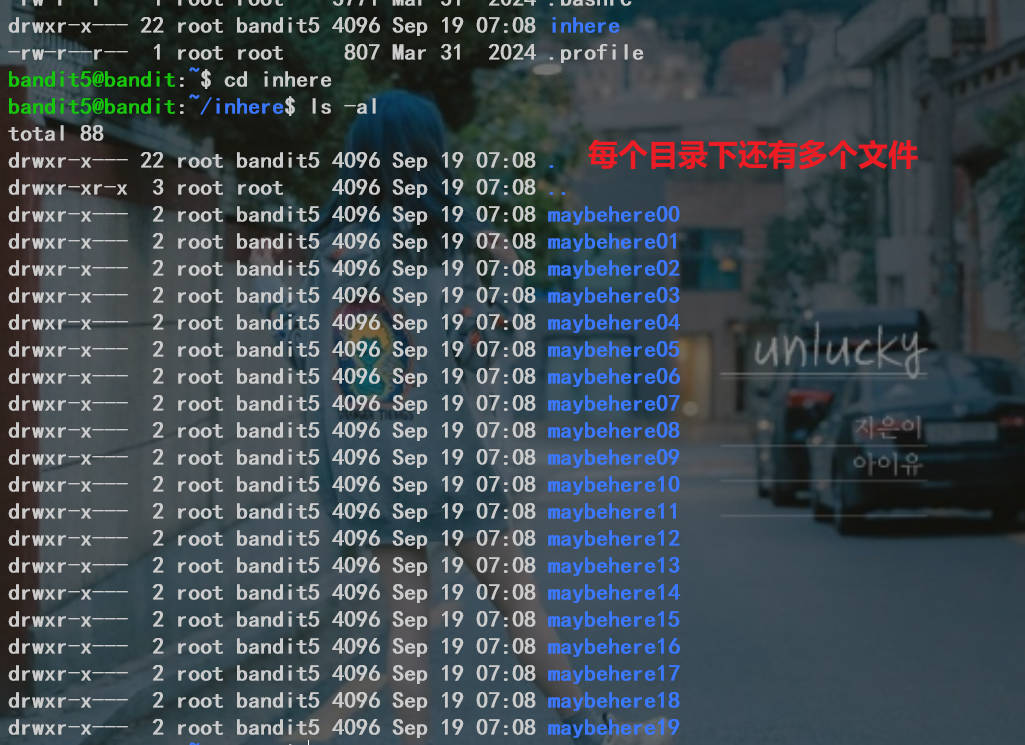 -rw-r--r-- 1 root root 3771 Mar 31 2024 .bashrc
drwxr-x--- 22 root bandit5 4096 Sep 19 07:08 inhere
-rw-r--r-- 1 root root 807 Mar 31 2024 .profile
bandit5@bandit:~$ cd inhere
bandit5@bandit:~/inhere$ ls -al
total 88
drwxr-x--- 22 root bandit5 4096 Sep 19 07:08 .
每个目录下还有多个文件
drwxr-xr-x 3 root root 4096 Sep 19 07:08 ..
drwxr-x--- 2 root bandit5 4096 Sep 19 07:08 maybehere00
drwxr-x--- 2 root bandit5 4096 Sep 19 07:08 maybehere01
drwxr-x--- 2 root bandit5 4096 Sep 19 07:08 maybehere02
drwxr-x--- 2 root bandit5 4096 Sep 19 07:08 maybehere03
drwxr-x--- 2 root bandit5 4096 Sep 19 07:08 maybehere04
drwxr-x--- 2 root bandit5 4096 Sep 19 07:08 maybehere05
drwxr-x--- 2 root bandit5 4096 Sep 19 07:08 maybehere06
drwxr-x--- 2 root bandit5 4096 Sep 19 07:08 maybehere07
drwxr-x--- 2 root bandit5 4096 Sep 19 07:08 maybehere08
drwxr-x--- 2 root bandit5 4096 Sep 19 07:08 maybehere09
drwxr-x--- 2 root bandit5 4096 Sep 19 07:08 maybehere10
drwxr-x--- 2 root bandit5 4096 Sep 19 07:08 maybehere11
drwxr-x--- 2 root bandit5 4096 Sep 19 07:08 maybehere12
drwxr-x--- 2 root bandit5 4096 Sep 19 07:08 maybehere13
drwxr-x--- 2 root bandit5 4096 Sep 19 07:08 maybehere14
drwxr-x--- 2 root bandit5 4096 Sep 19 07:08 maybehere15
drwxr-x--- 2 root bandit5 4096 Sep 19 07:08 maybehere16
drwxr-x--- 2 root bandit5 4096 Sep 19 07:08 maybehere17
drwxr-x--- 2 root bandit5 4096 Sep 19 07:08 maybehere18
drwxr-x--- 2 root bandit5 4096 Sep 19 07:08 maybehere19
unlucky
지은이
아이유